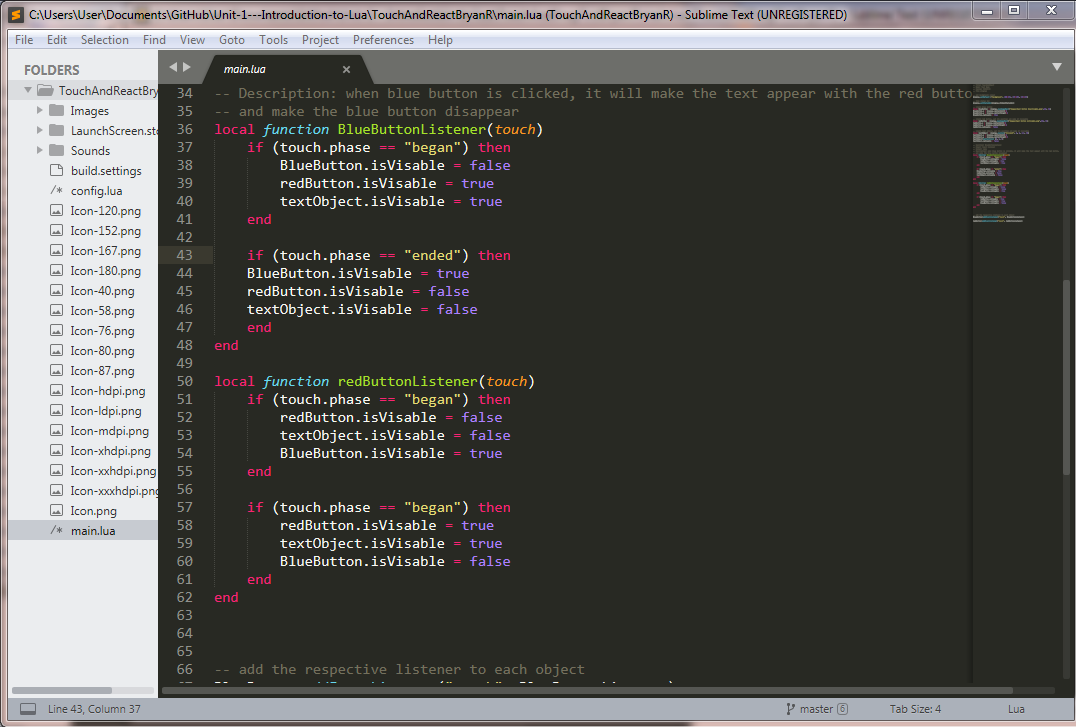 C:\Users\User\Documents\GitHub\Unit-1---Introduction-to-Lua\TouchAndReactBryanR\main.lua (TouchAndReactBryanR) - Sublime Text (UNREGISTERED)
File Edit Selection Find View Goto Tools Project Preferences Help
FOLDERS
TouchAndReactBry
Images
LaunchScreen.sto
Sounds
build.settings
/* config.lua
Icon-120.png
Icon-152.png
Icon-167.png
Icon-180.png
Icon-40.png
Icon-58.png
Icon-76.png
Icon-80.png
Icon-87.png
Icon-hdpi.png
Icon-ldpi.png
Icon-mdpi.png
Icon-xhdpi.png
Icon-xxhdpi.png
Icon-xxxhdpi.png
Icon.png
/* main.lua
main.lua
34 -- Description: when blue button is clicked, it will make the text appear with the red butto
35 -- and make the blue button disappear
36 local function BlueButtonListener(touch)
37 if (touch.phase == "began") then
38 BlueButton.isVisable = false
39 redButton.isVisable = true
40 textObject.isVisable = true
41 end
42
43 if (touch.phase == "ended") then
44 BlueButton.isVisable = true
45 redButton.isVisable = false
46 textObject.isVisable = false
47 end
48 end
49
50 local function redButtonListener(touch)
51 if (touch.phase == "began") then
52 redButton.isVisable = false
53 textObject.isVisable = false
54 BlueButton.isVisable = true
55 end
56
57 if (touch.phase == "began") then
58 redButton.isVisable = true
59 textObject.isVisable = true
60 BlueButton.isVisable = false
61 end
62 end
63
64
65
66 -- add the respective listener to each object
Line 43, Column 37 master 6 Tab Size: 4 Lua